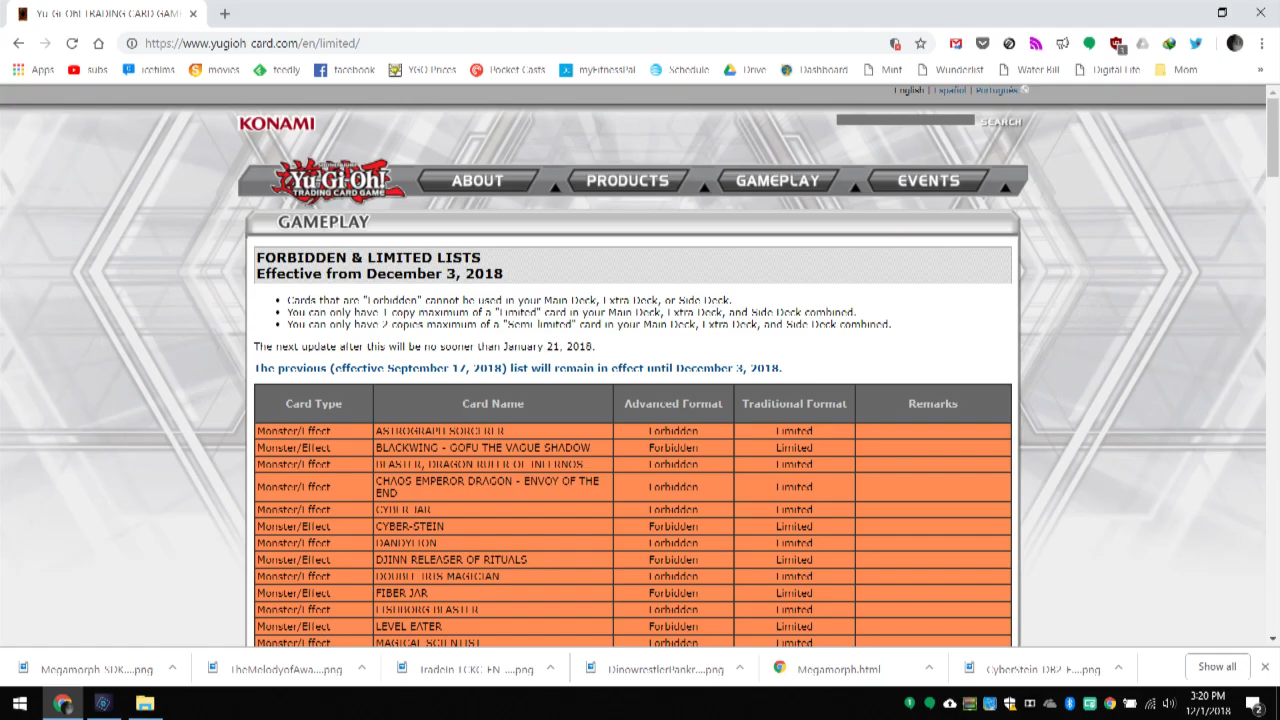 Yu-Gi-Oh! TRADING CARD GAM
https://www.yugioh-card.com/en/limited/
Apps subs icefilms movies feedly facebook YGO Prices Pocket Casts myFitnessPal Schedule Drive Dashboard Mint Wunderlist Water Bill Digital Life Mom »
English | Español | Português
KONAMI
SEARCH
Yu-Gi-Oh!
TRADING CARD GAME
ABOUT PRODUCTS GAMEPLAY EVENTS
GAMEPLAY
FORBIDDEN & LIMITED LISTS
Effective from December 3, 2018
• Cards that are "Forbidden" cannot be used in your Main Deck, Extra Deck, or Side Deck.
• You can only have 1 copy maximum of a "Limited" card in your Main Deck, Extra Deck, and Side Deck combined.
• You can only have 2 copies maximum of a "Semi-limited" card in your Main Deck, Extra Deck, and Side Deck combined.
The next update after this will be no sooner than January 21, 2018.
The previous (effective September 17, 2018) list will remain in effect until December 3, 2018.
Card Type Card Name Advanced Format Traditional Format Remarks
Monster/Effect ASTROGRAPH SORCERER Forbidden Limited
Monster/Effect BLACKWING - GOFU THE VAGUE SHADOW Forbidden Limited
Monster/Effect BLASTER, DRAGON RULER OF INFERNOS Forbidden Limited
Monster/Effect CHAOS EMPEROR DRAGON - ENVOY OF THE END Forbidden Limited
Monster/Effect CYBER JAR Forbidden Limited
Monster/Effect CYBER-STEIN Forbidden Limited
Monster/Effect DANDYLION Forbidden Limited
Monster/Effect DJINN RELEASER OF RITUALS Forbidden Limited
Monster/Effect DOUBLE IRIS MAGICIAN Forbidden Limited
Monster/Effect FIBER JAR Forbidden Limited
Monster/Effect FISHBORG BLASTER Forbidden Limited
Monster/Effect LEVEL EATER Forbidden Limited
Monster/Effect MAGICAL SCIENTIST Forbidden Limited
Megamorph-SDK....png TheMelodyofAwa....png TradeIn-LCKC-EN-....png DinowrestlerPankr....png Megamorph.html CyberStein-DB2-E....png Show all
3:20 PM
12/1/2018
2